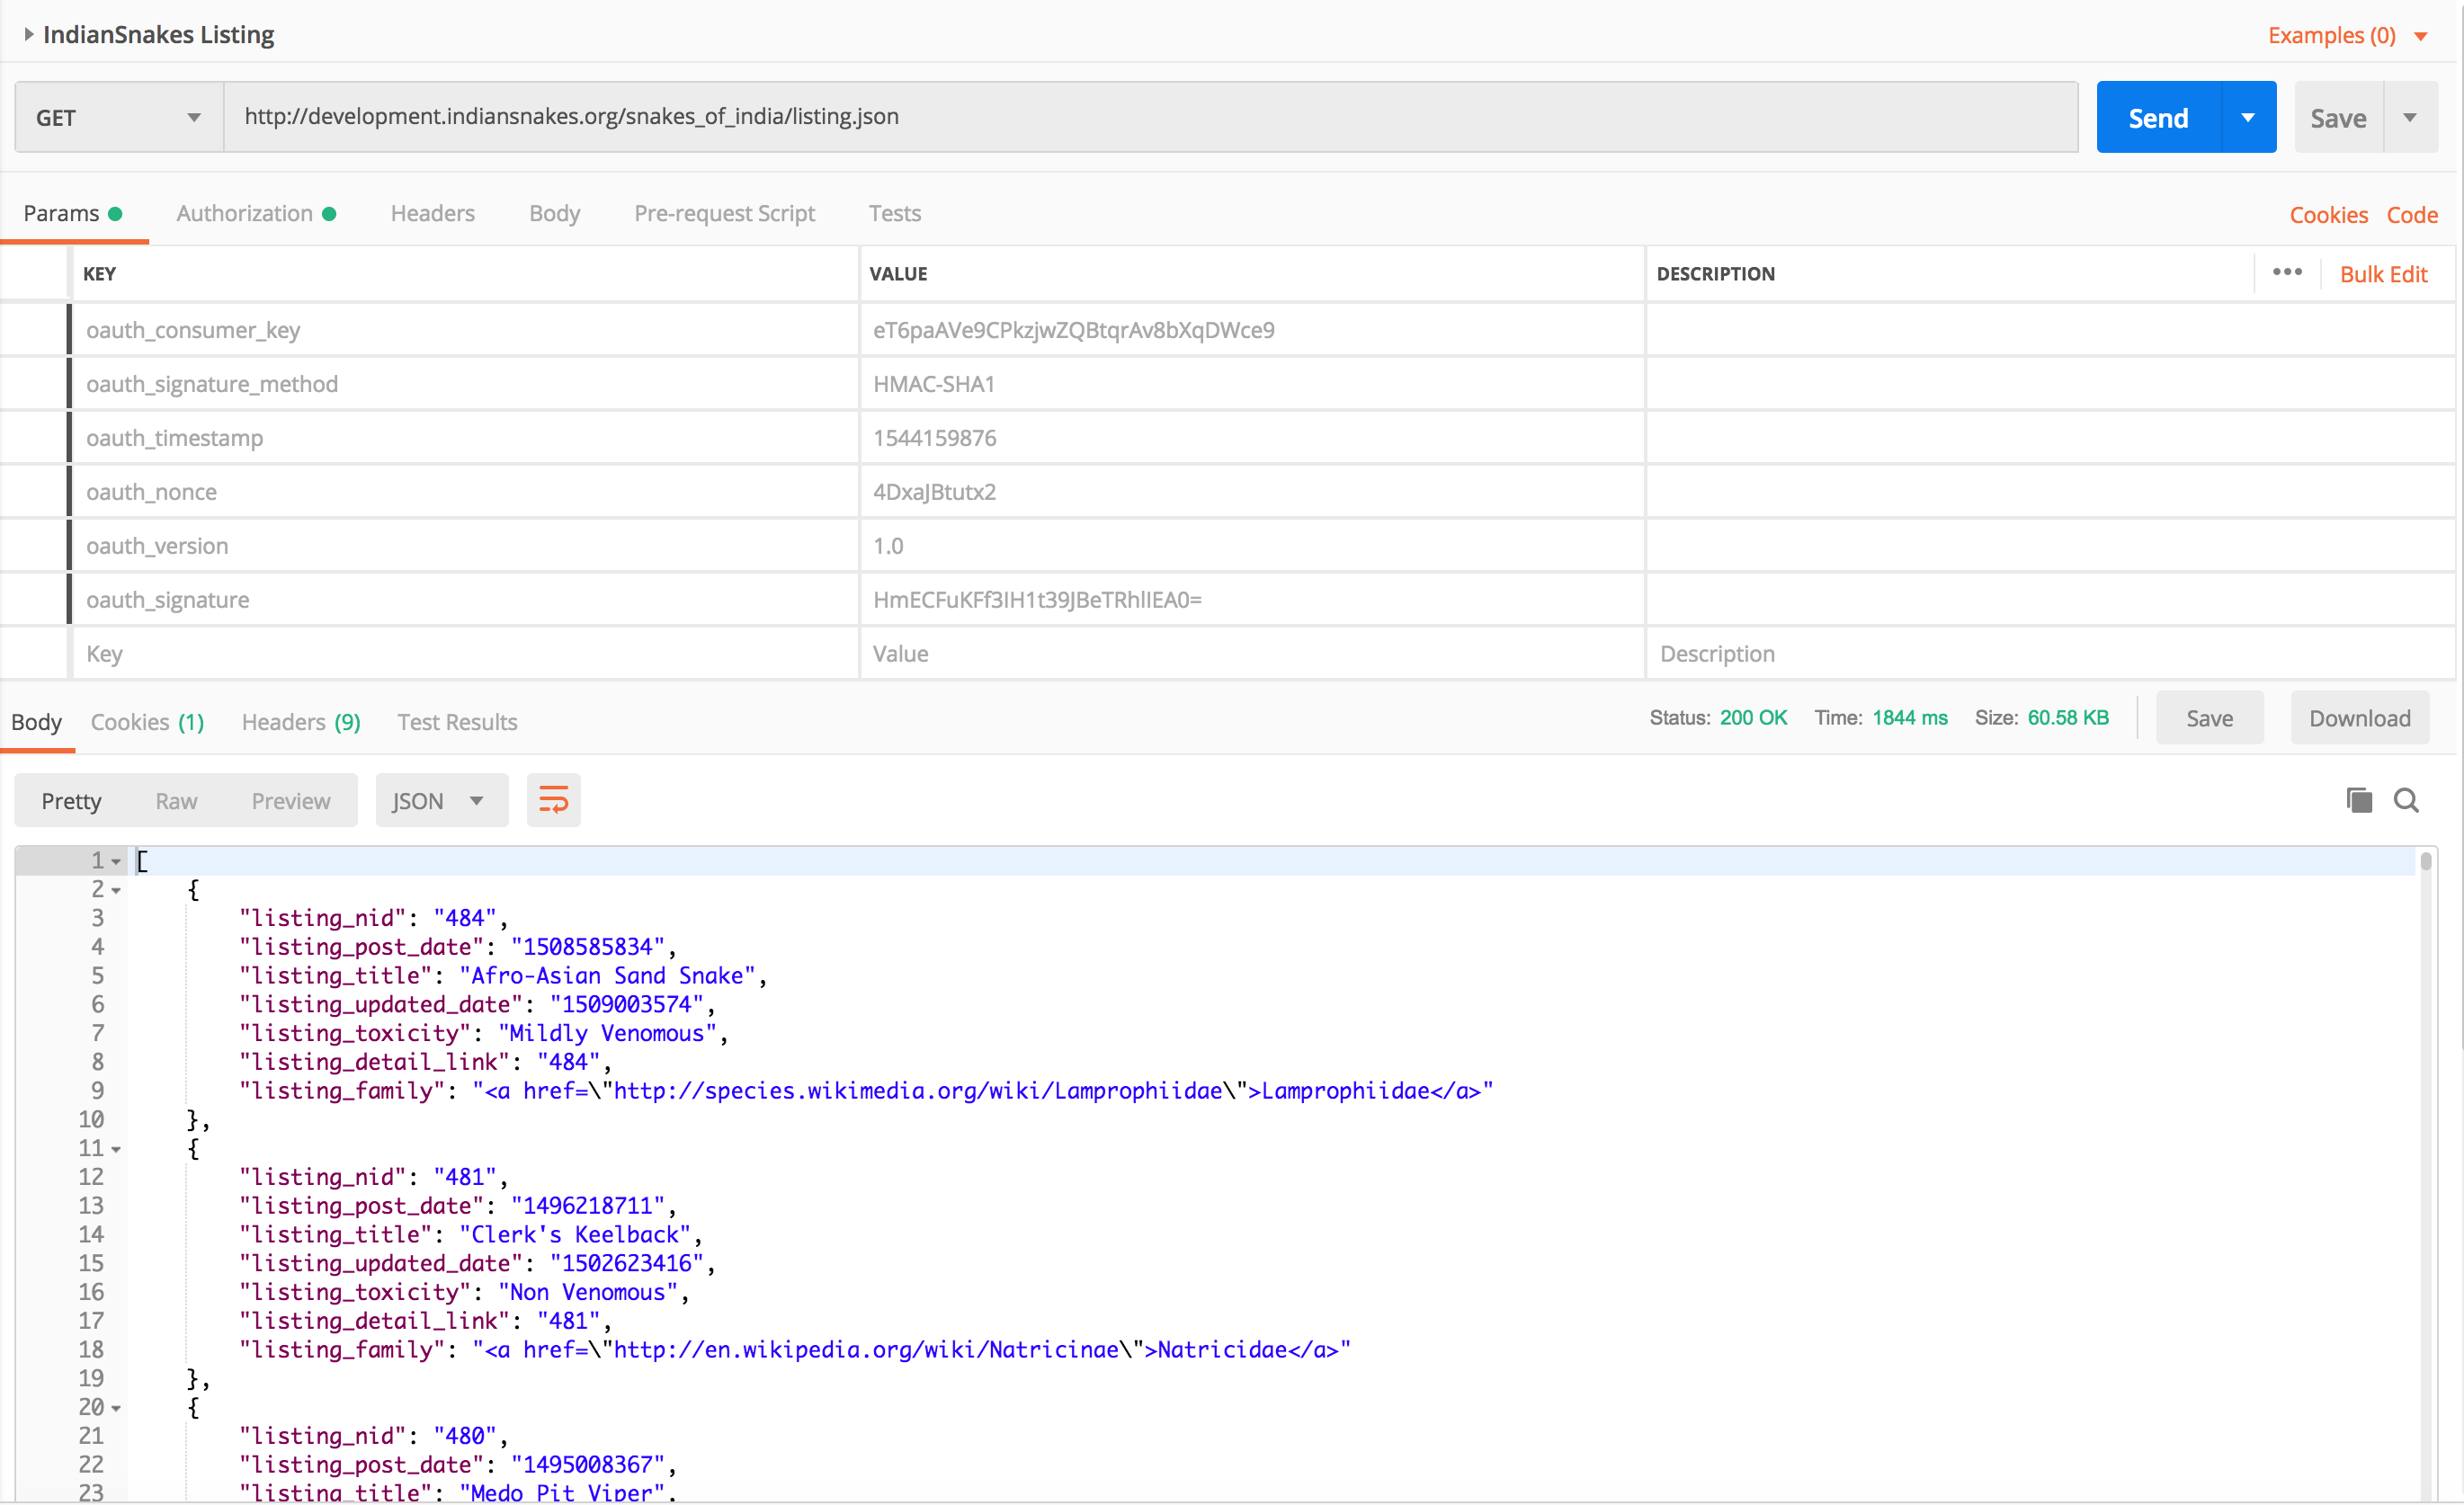 IndianSnakes Listing
Examples (0)
GET http://development.indiansnakes.org/snakes_of_india/listing.json Send Save
Params Authorization Headers Body Pre-request Script Tests Cookies Code
KEY VALUE DESCRIPTION ••• Bulk Edit
oauth_consumer_key eT6paAVe9CPkzjwZQBtqrAv8bXqDWce9
oauth_signature_method HMAC-SHA1
oauth_timestamp 1544159876
oauth_nonce 4DxaJBtutx2
oauth_version 1.0
oauth_signature HmECFuKFf3IH1t39JBeTRhlIEA0=
Key Value Description
Body Cookies (1) Headers (9) Test Results Status: 200 OK Time: 1844 ms Size: 60.58 KB Save Download
Pretty Raw Preview JSON
1 [
2 {
3 "listing_nid": "484",
4 "listing_post_date": "1508585834",
5 "listing_title": "Afro-Asian Sand Snake",
6 "listing_updated_date": "1509003574",
7 "listing_toxicity": "Mildly Venomous",
8 "listing_detail_link": "484",
9 "listing_family": "<a href=\"http://species.wikimedia.org/wiki/Lamprophiidae\">Lamprophiidae</a>"
10 },
11 {
12 "listing_nid": "481",
13 "listing_post_date": "1496218711",
14 "listing_title": "Clerk's Keelback",
15 "listing_updated_date": "1502623416",
16 "listing_toxicity": "Non Venomous",
17 "listing_detail_link": "481",
18 "listing_family": "<a href=\"http://en.wikipedia.org/wiki/Natricinae\">Natricidae</a>"
19 },
20 {
21 "listing_nid": "480",
22 "listing_post_date": "1495008367",
23 "listing_title": "Medo Pit Viper",